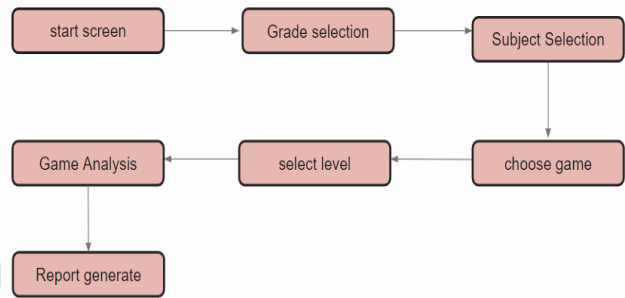 start screen
Grade selection
Subject Selection
choose game
select level
Game Analysis
Report generate